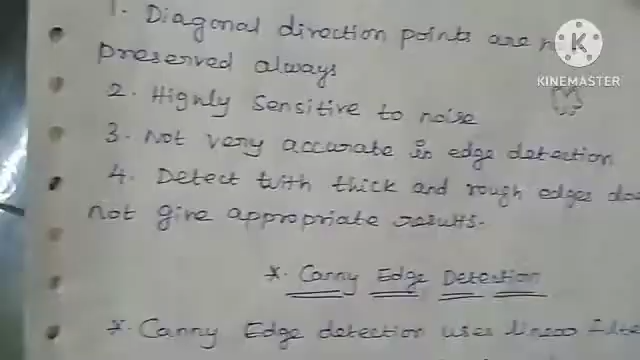 1. Diagonal direction points are
preserved always
2. Highly sensitive to noise
3. Not very accurate in edge detection
4. Detect with thick and rough edges
not give appropriate results.
*. Canny Edge Detection
*. Canny Edge detection uses linear
K
KINEMASTER